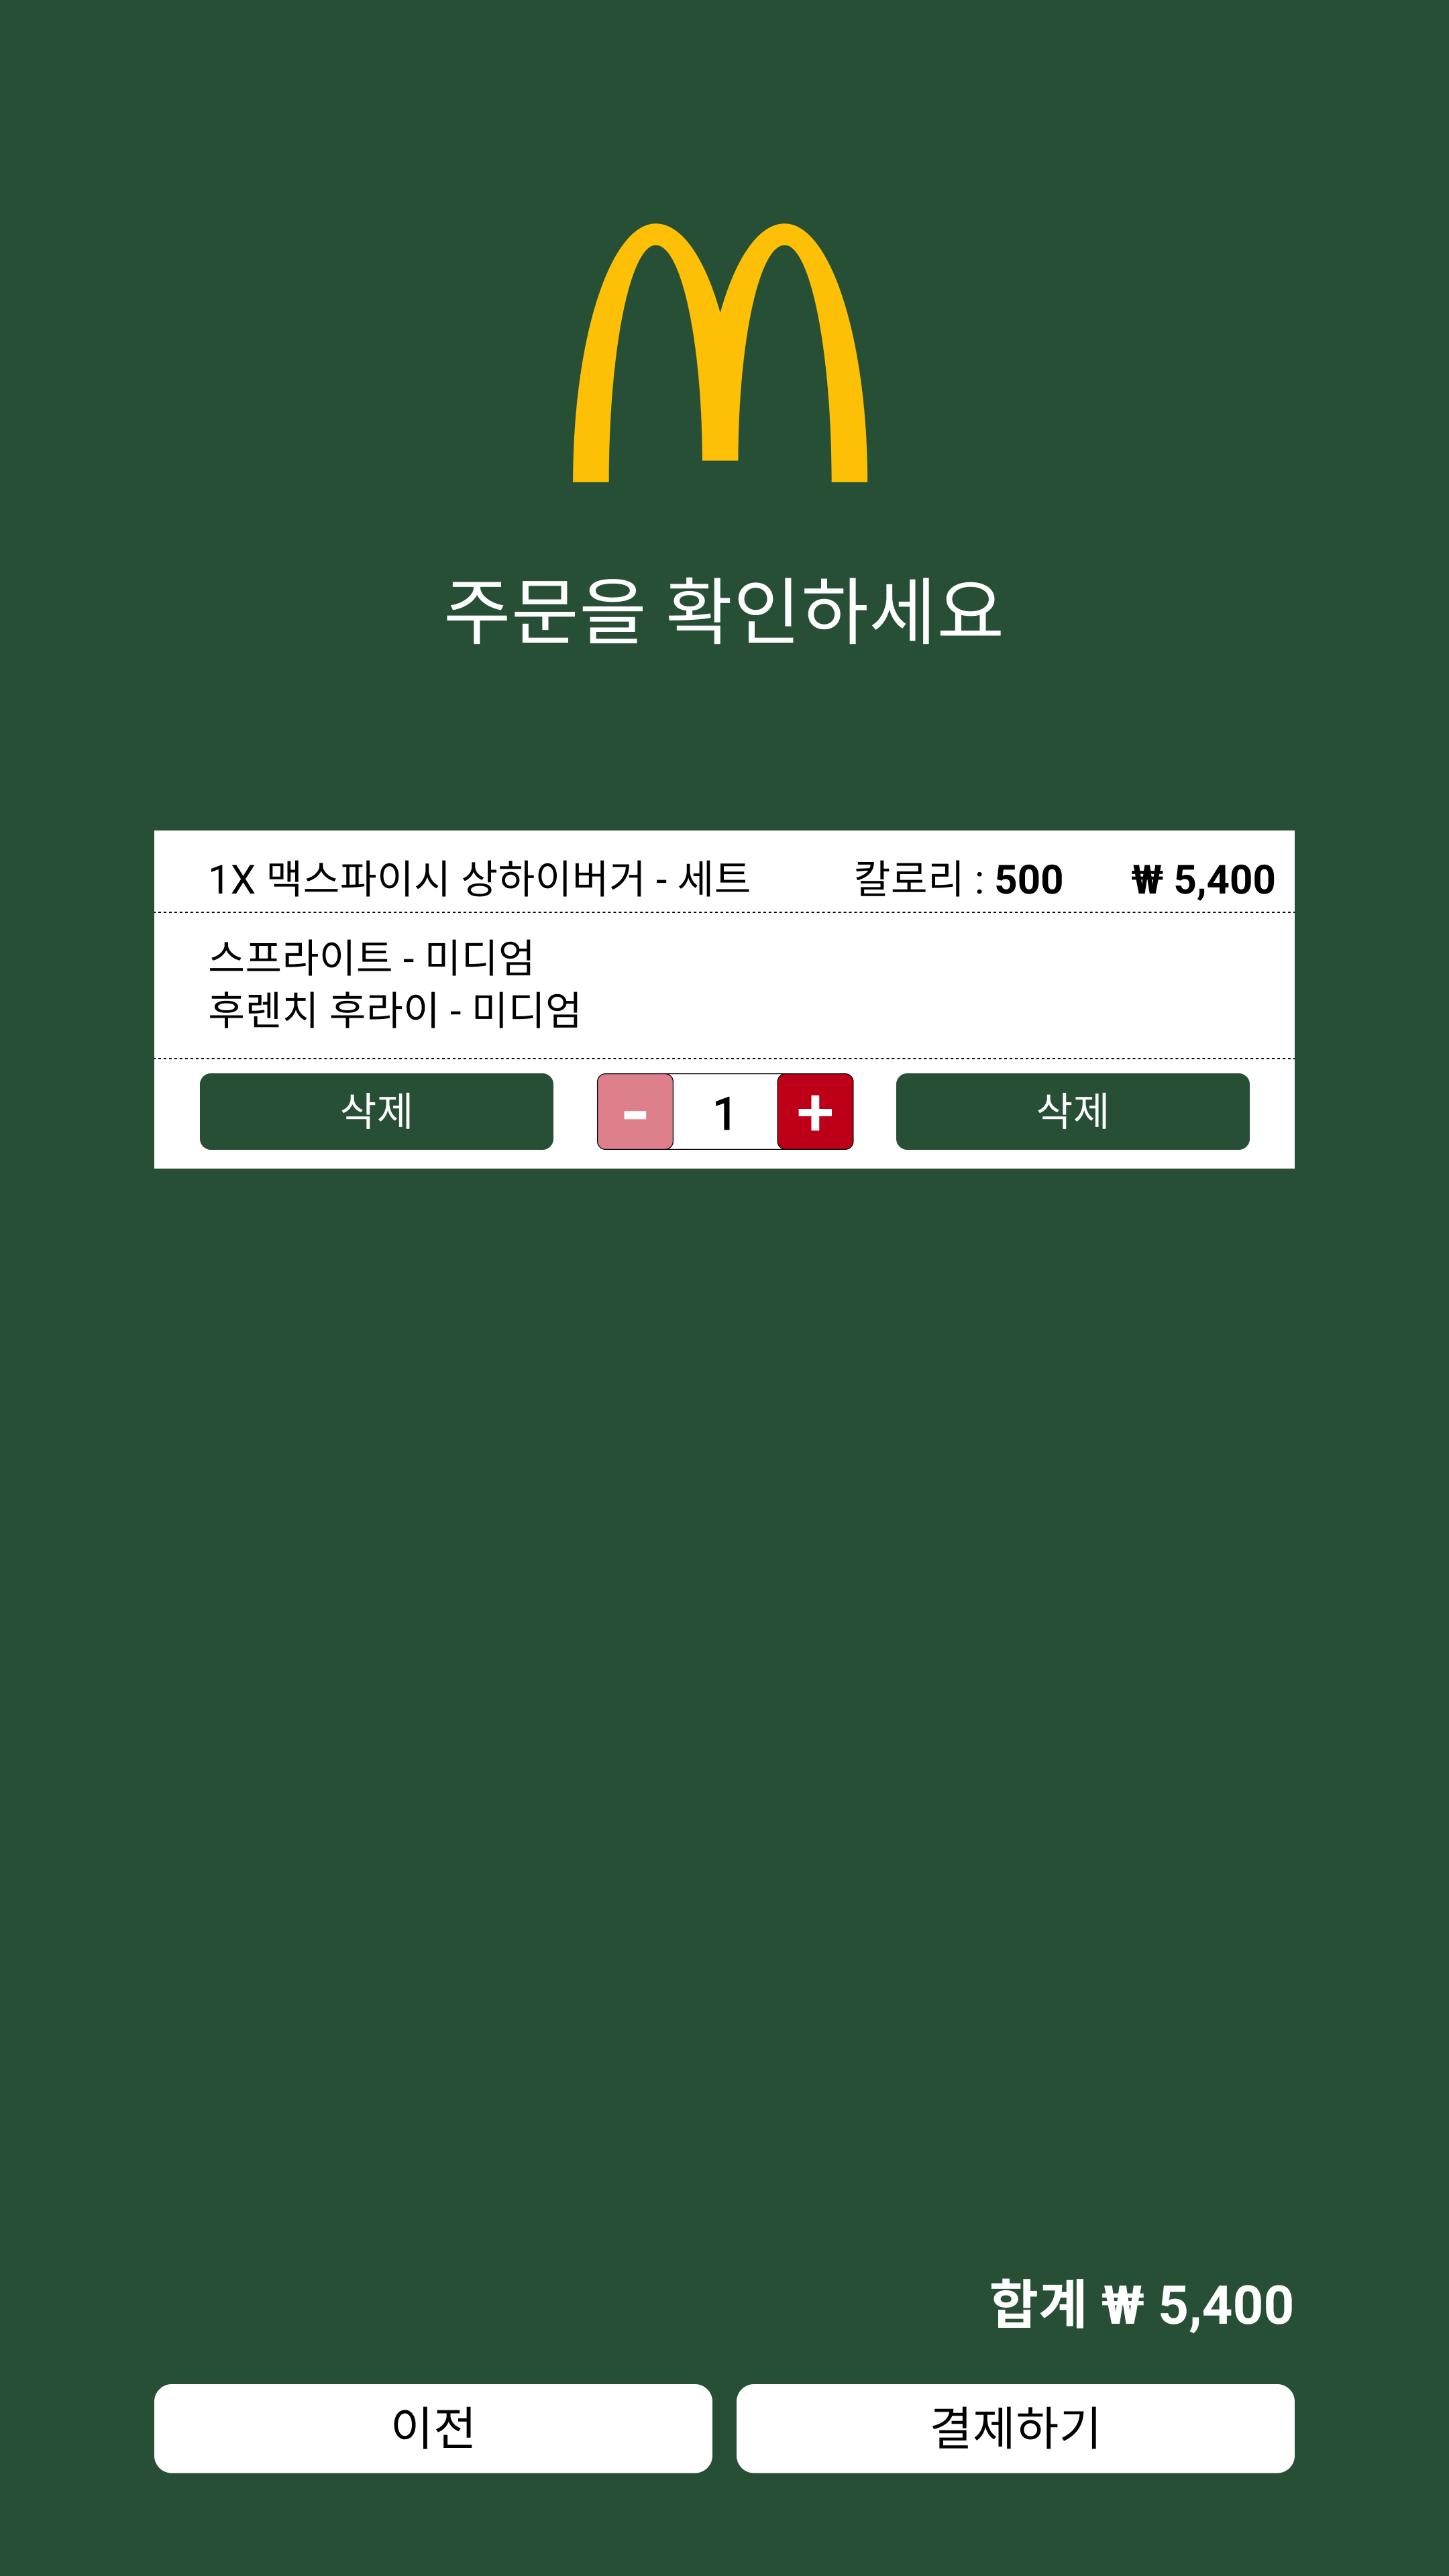 주문을 확인하세요
1X 맥스파이시 상하이버거 - 세트 칼로리 : 500 ₩ 5,400
스프라이트 - 미디엄
후렌치 후라이 - 미디엄
삭제 - 1 + 삭제
합계 ₩ 5,400
이전 결제하기